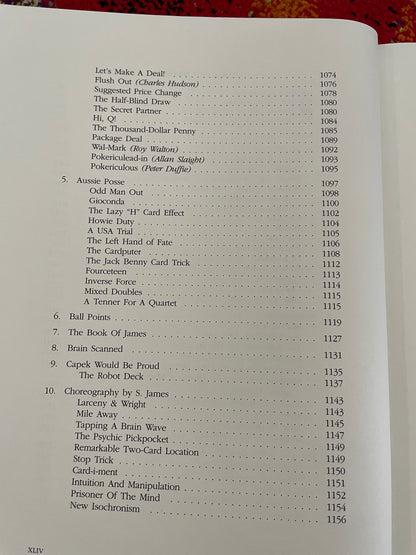 Let's Make A Deal! . . . . . . . . . . . . . . . . . . . . 1074
Flush Out (Charles Hudson) . . . . . . . . . . . . . . . . 1076
Suggested Price Change . . . . . . . . . . . . . . . . . . 1078
The Half-Blind Draw . . . . . . . . . . . . . . . . . . . . 1080
The Secret Partner . . . . . . . . . . . . . . . . . . . . 1080
Hi, Q! . . . . . . . . . . . . . . . . . . . . 1084
The Thousand-Dollar Penny . . . . . . . . . . . . . . . . 1085
Package Deal . . . . . . . . . . . . . . . . . . . . 1089
Wal-Mark (Roy Walton) . . . . . . . . . . . . . . . . . . 1092
Pokericulead-in (Allan Slaight) . . . . . . . . . . . . . . 1093
Pokericulous (Peter Duffie) . . . . . . . . . . . . . . . . 1095
5. Aussie Posse . . . . . . . . . . . . . . . . . . . . 1097
Odd Man Out . . . . . . . . . . . . . . . . . . . . 1098
Gioconda . . . . . . . . . . . . . . . . . . . . 1100
The Lazy "H" Card Effect . . . . . . . . . . . . . . . . 1102
Howie Duty . . . . . . . . . . . . . . . . . . . . 1104
A USA Trial . . . . . . . . . . . . . . . . . . . . 1105
The Left Hand of Fate . . . . . . . . . . . . . . . . . . 1106
The Cardputer . . . . . . . . . . . . . . . . . . . . 1108
The Jack Benny Card Trick . . . . . . . . . . . . . . . . 1112
Fourceteen . . . . . . . . . . . . . . . . . . . . 1113
Inverse Force . . . . . . . . . . . . . . . . . . . . 1114
Mixed Doubles . . . . . . . . . . . . . . . . . . . . 1115
A Tenner For A Quartet . . . . . . . . . . . . . . . . . . 1115
6. Ball Points . . . . . . . . . . . . . . . . . . . . 1119
7. The Book Of James . . . . . . . . . . . . . . . . . . . . 1127
8. Brain Scanned . . . . . . . . . . . . . . . . . . . . 1131
9. Capek Would Be Proud . . . . . . . . . . . . . . . . . . 1135
The Robot Deck . . . . . . . . . . . . . . . . . . . . 1137
10. Choreography by S. James . . . . . . . . . . . . . . . . 1143
Larceny & Wright . . . . . . . . . . . . . . . . . . . . 1143
Mile Away . . . . . . . . . . . . . . . . . . . . 1145
Tapping A Brain Wave . . . . . . . . . . . . . . . . . . 1147
The Psychic Pickpocket . . . . . . . . . . . . . . . . . . 1149
Remarkable Two-Card Location . . . . . . . . . . . . . . 1149
Stop Trick . . . . . . . . . . . . . . . . . . . . 1150
Card-i-ment . . . . . . . . . . . . . . . . . . . . 1151
Intuition And Manipulation . . . . . . . . . . . . . . . . 1152
Prisoner Of The Mind . . . . . . . . . . . . . . . . . . 1154
New Isochronism . . . . . . . . . . . . . . . . . . . . 1156
XLIV